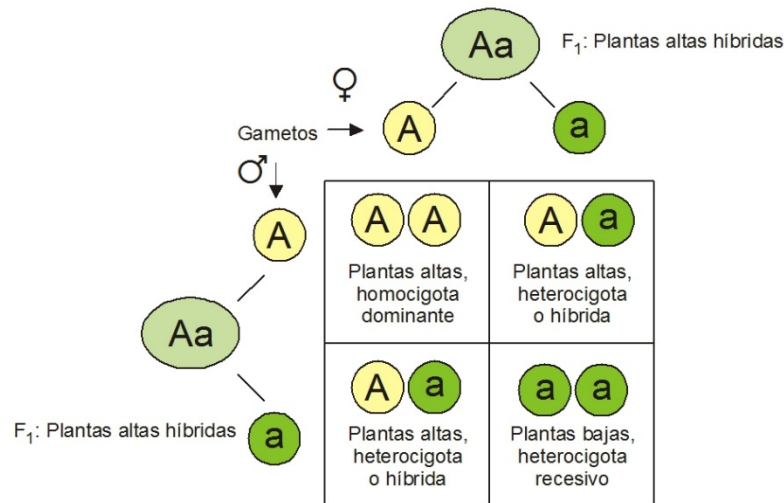 Aa
F1: Plantas altas híbridas
♀
Gametos
A
a
♂
A
A A
A a
Plantas altas,
homocigota
dominante
Plantas altas,
heterocigota
o híbrida
Aa
A a
a a
F1: Plantas altas híbridas
a
Plantas altas,
heterocigota
o híbrida
Plantas bajas,
heterocigota
recesivo